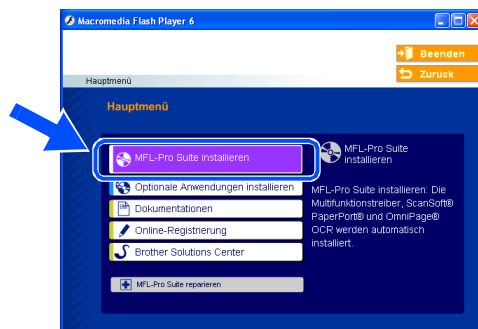 Macromedia Flash Player 6
Beenden
Zurück
Hauptmenü
Hauptmenü
MFL-Pro Suite installieren
Optionale Anwendungen installieren
Dokumentationen
Online-Registrierung
Brother Solutions Center
MFL-Pro Suite reparieren
MFL-Pro Suite
installieren
MFL-Pro Suite installieren: Die
Multifunktionstreiber, ScanSoft®
PaperPort® und OmniPage®
OCR werden automatisch
installiert.